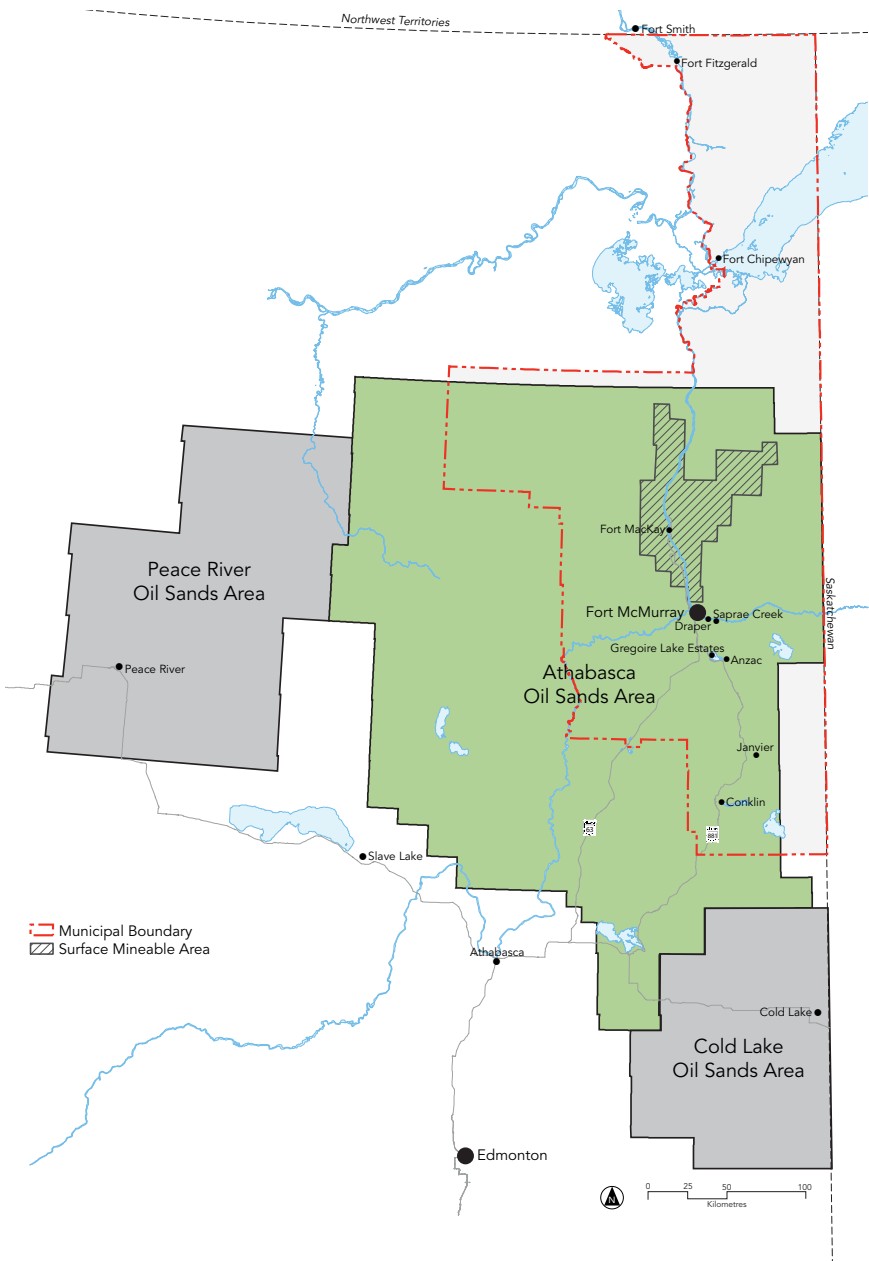 Northwest Territories
Fort Smith
Fort Fitzgerald
Fort Chipewyan
Fort MacKay
Peace River
Oil Sands Area
Saskatchewan
Fort McMurray
Saprae Creek
Draper
Gregoire Lake Estates
Anzac
Peace River
Athabasca
Oil Sands Area
Janvier
Conklin
63
881
Slave Lake
Municipal Boundary
Surface Mineable Area
Athabasca
Cold Lake
Cold Lake
Oil Sands Area
Edmonton
N
0 25 50 100
Kilometres